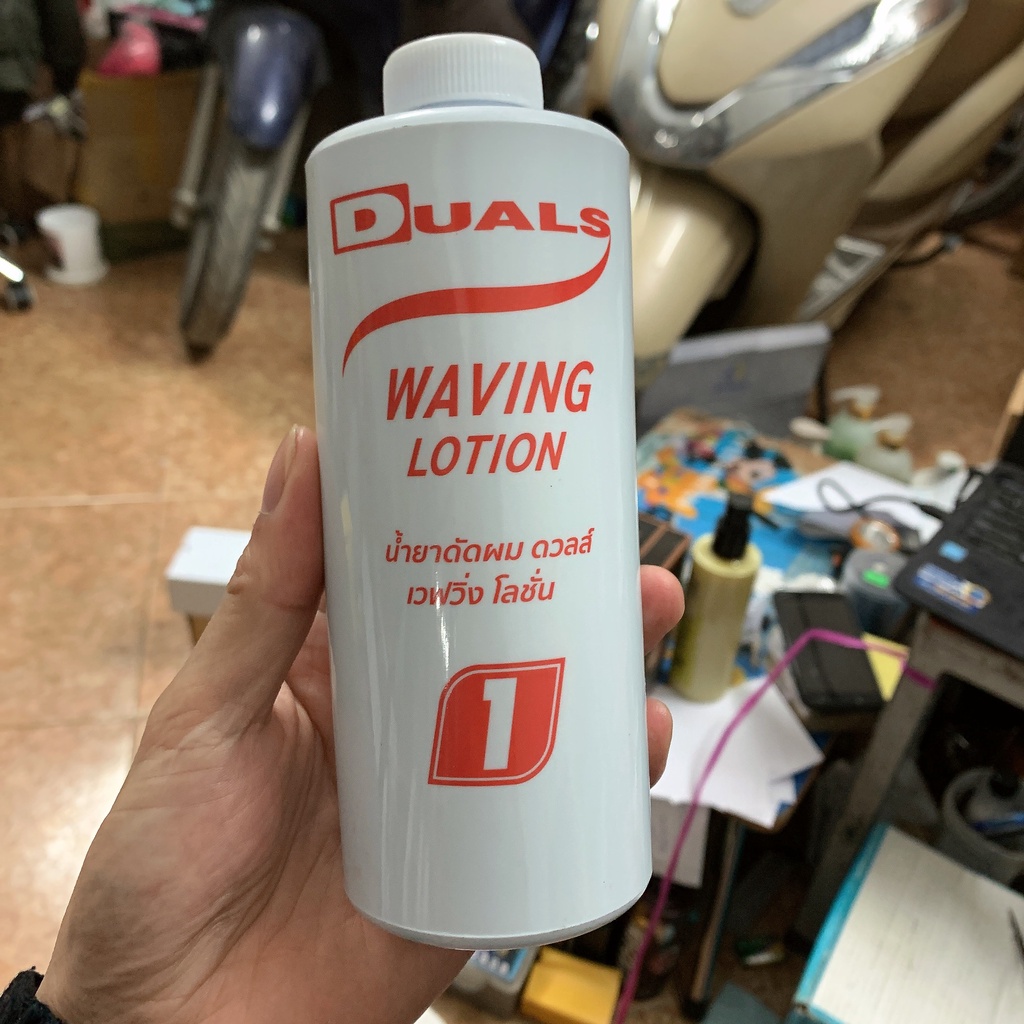 DUALS
WAVING
LOTION
น้ำยาดัดผม ดวลส์
เวฟวิ่ง โลชั่น
1